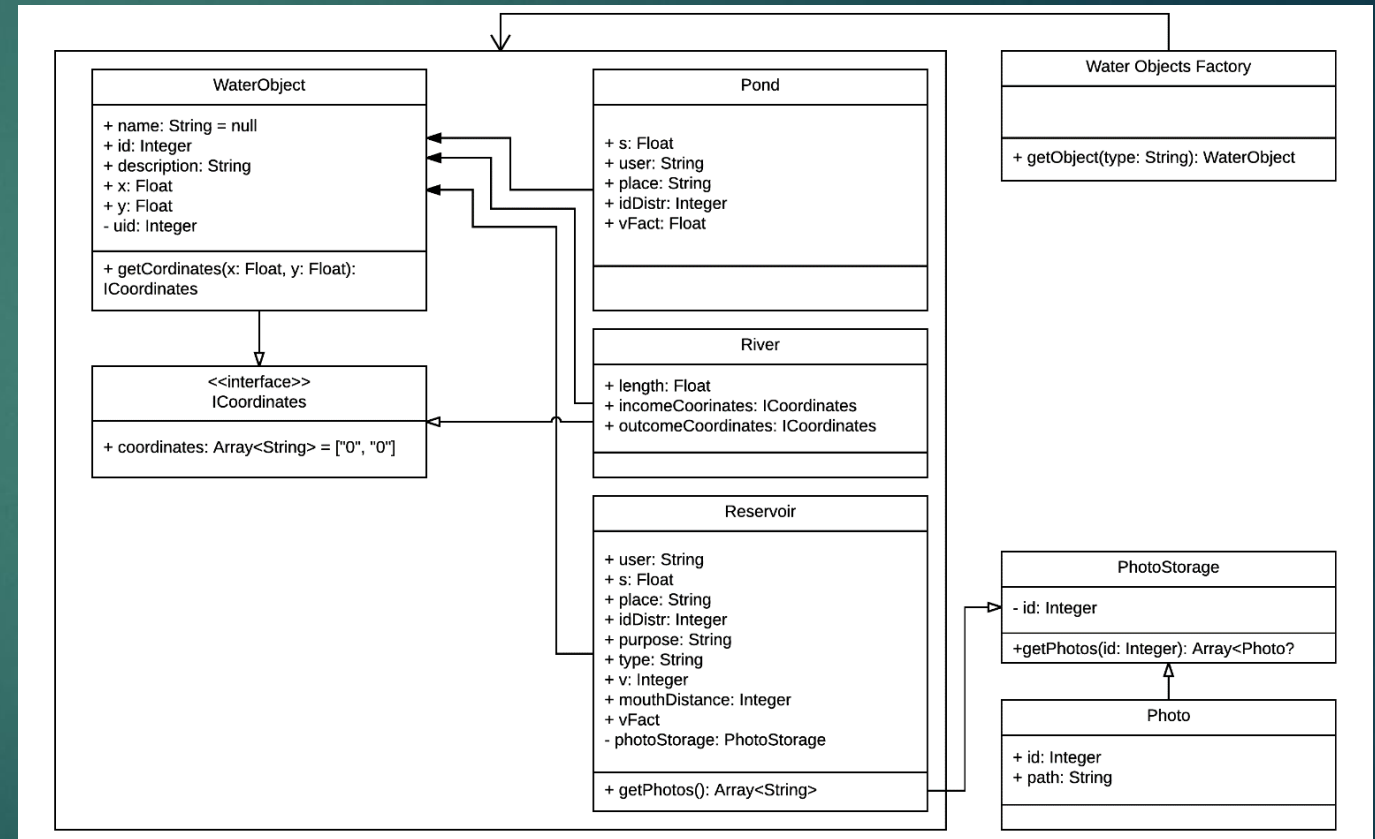 WaterObject
+ name: String = null
+ id: Integer
+ description: String
+ x: Float
+ y: Float
- uid: Integer
+ getCordinates(x: Float, y: Float):
ICoordinates
<<interface>>
ICoordinates
+ coordinates: Array<String> = ["0", "0"]
Pond
+ s: Float
+ user: String
+ place: String
+ idDistr: Integer
+ vFact: Float
River
+ length: Float
+ incomeCoorinates: ICoordinates
+ outcomeCoordinates: ICoordinates
Reservoir
+ user: String
+ s: Float
+ place: String
+ idDistr: Integer
+ purpose: String
+ type: String
+ v: Integer
+ mouthDistance: Integer
+ vFact
- photoStorage: PhotoStorage
+ getPhotos(): Array<String>
Water Objects Factory
+ getObject(type: String): WaterObject
PhotoStorage
- id: Integer
+getPhotos(id: Integer): Array<Photo?
Photo
+ id: Integer
+ path: String